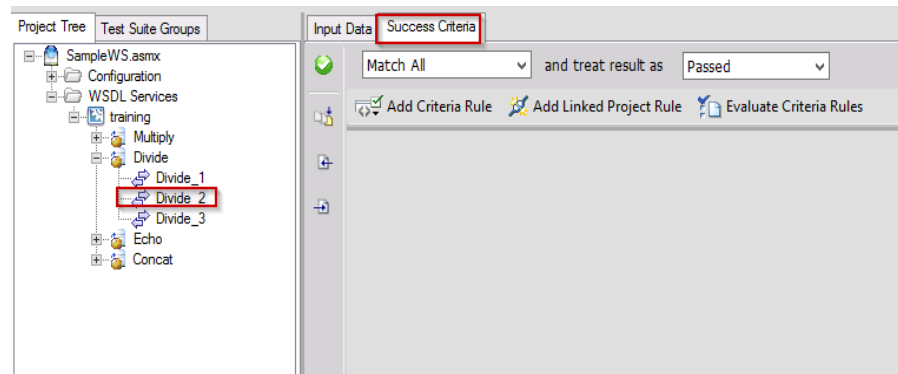 Project Tree Test Suite Groups
SampleWS.asmx
Configuration
WSDL Services
training
Multiply
Divide
Divide_1
Divide_2
Divide_3
Echo
Concat
Input Data Success Criteria
Match All and treat result as Passed
Add Criteria Rule Add Linked Project Rule Evaluate Criteria Rules